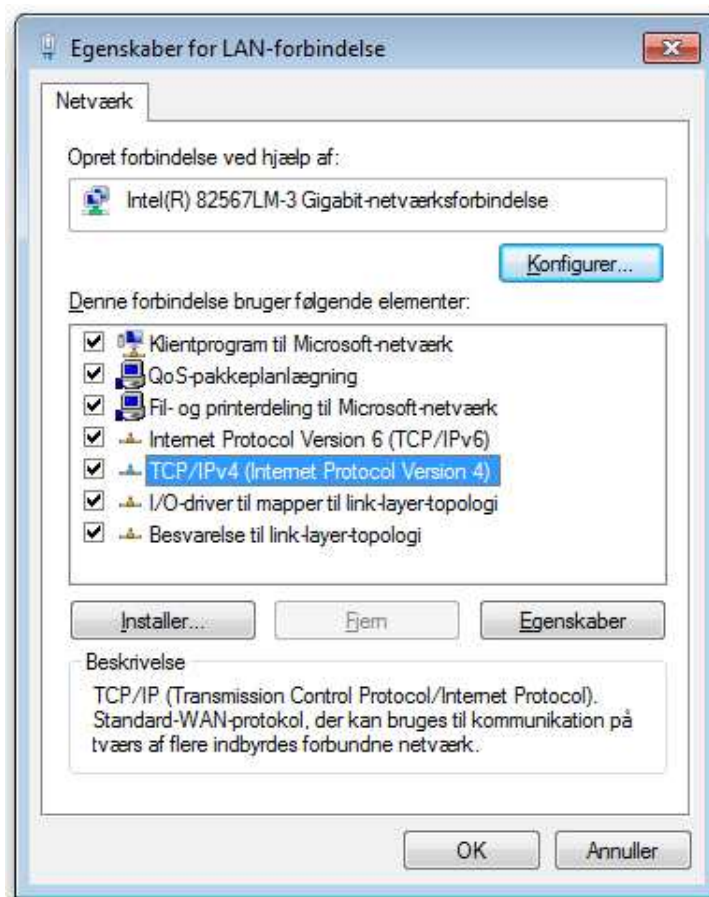 Egenskaber for LAN-forbindelse
Netværk
Opret forbindelse ved hjælp af:
Intel(R) 82567LM-3 Gigabit-netværksforbindelse
Konfigurer...
Denne forbindelse bruger følgende elementer:
Klientprogram til Microsoft-netværk
QoS-pakkeplanlægning
Fil- og printerdeling til Microsoft-netværk
Internet Protocol Version 6 (TCP/IPv6)
TCP/IPv4 (Internet Protocol Version 4)
I/O-driver til mapper til link-layer-topologi
Besvarelse til link-layer-topologi
Installer... Fjern Egenskaber
Beskrivelse
TCP/IP (Transmission Control Protocol/Internet Protocol).
Standard-WAN-protokol, der kan bruges til kommunikation på
tværs af flere indbyrdes forbundne netværk.
OK Annuller